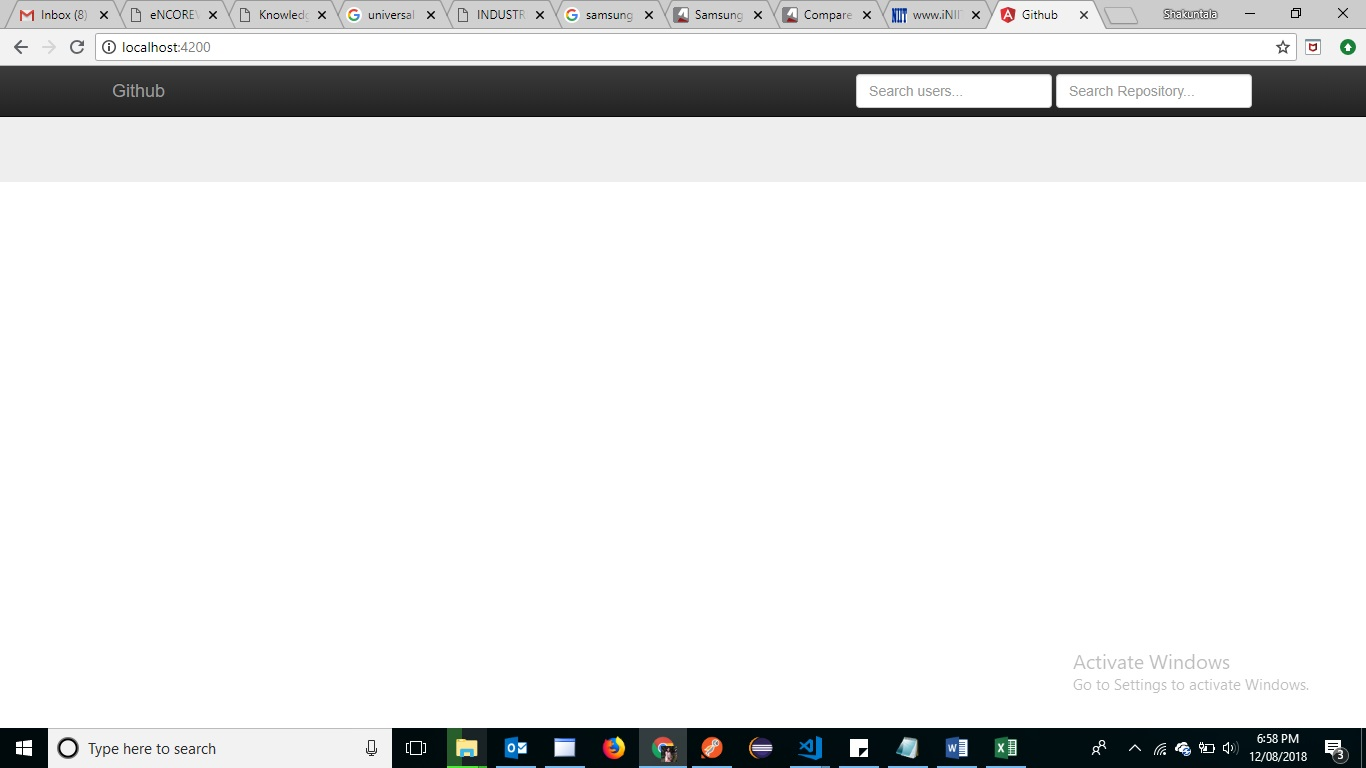 Inbox (8)
eNCORE
Knowled
universal
INDUSTR
samsung
Samsung
Compare
www.iNII
Github
Shakuntala
localhost:4200
Github
Search users...
Search Repository...
Activate Windows
Go to Settings to activate Windows.
Type here to search
6:58 PM
12/08/2018
3